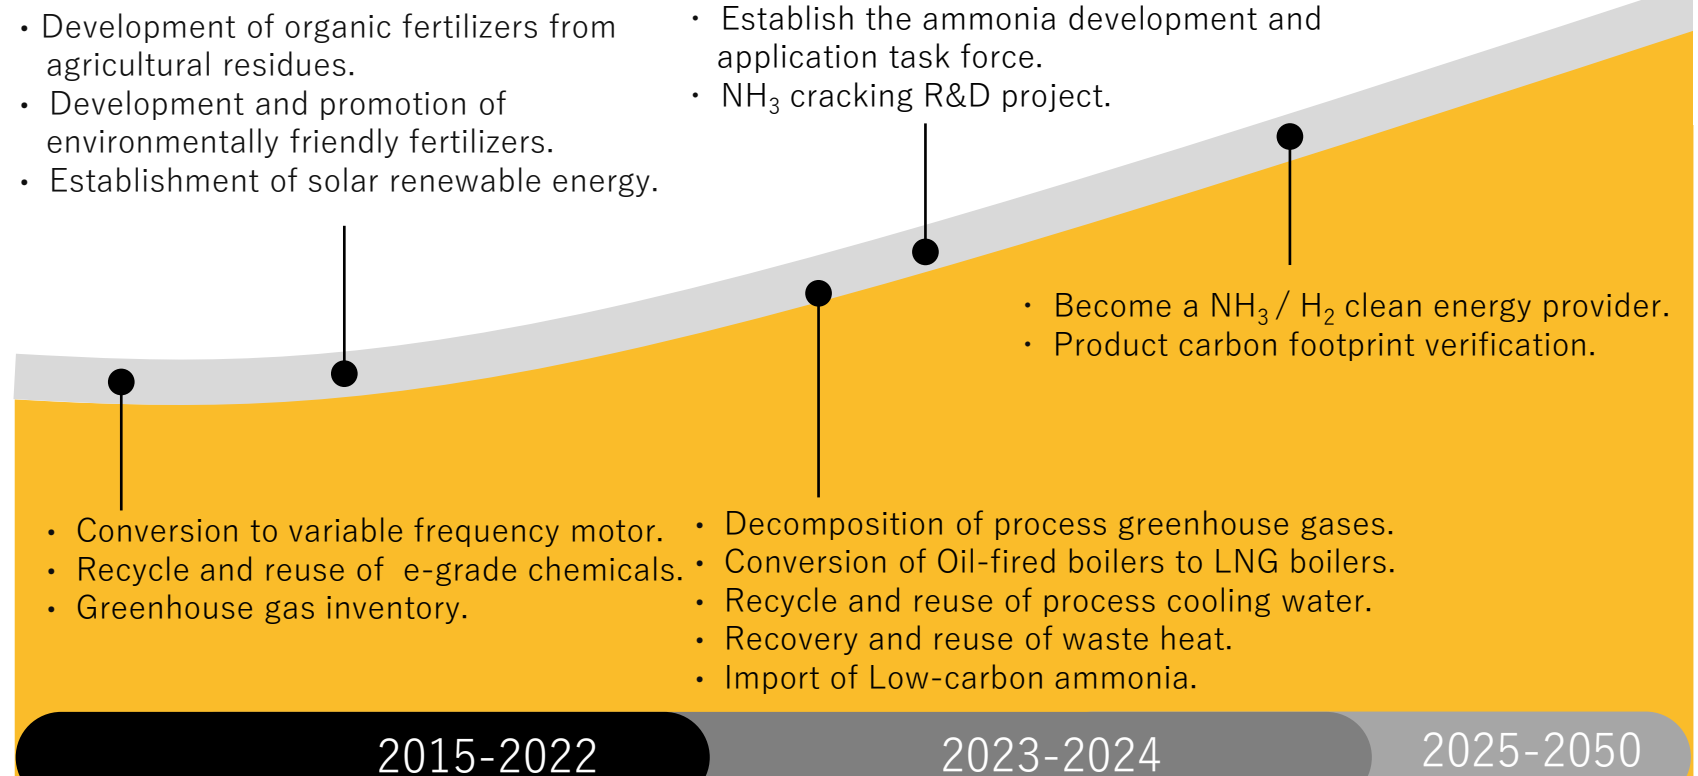 ・Development of organic fertilizers from
agricultural residues.
・ Development and promotion of
environmentally friendly fertilizers.
・ Establishment of solar renewable energy.
・ Establish the ammonia development and
application task force.
・ NH₃ cracking R&D project.
・ Become a NH₃ / H₂ clean energy provider.
・ Product carbon footprint verification.
・ Conversion to variable frequency motor.
・ Recycle and reuse of e-grade chemicals.
・ Greenhouse gas inventory.
・ Decomposition of process greenhouse gases.
・ Conversion of Oil-fired boilers to LNG boilers.
・ Recycle and reuse of process cooling water.
・ Recovery and reuse of waste heat.
・ Import of Low-carbon ammonia.
2015-2022
2023-2024
2025-2050